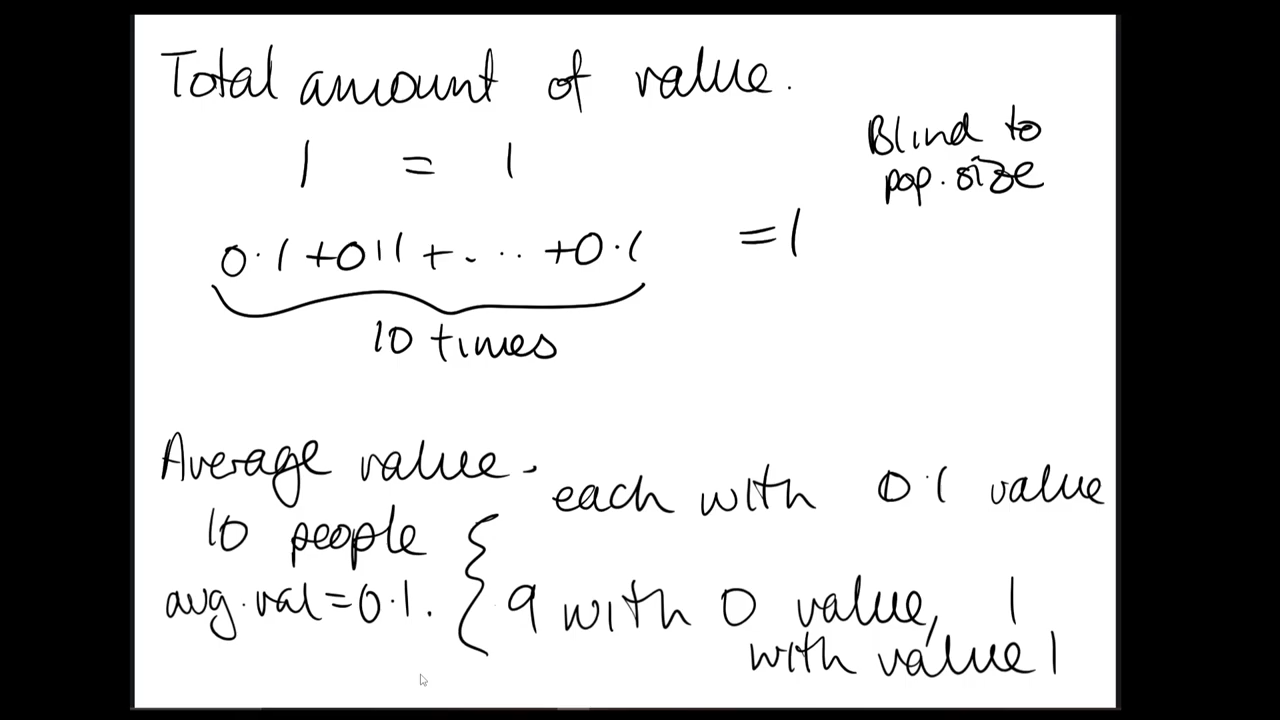 Total amount of value.
Blind to
pop. size
1 = 1
0.1 + 0.1 + ... + 0.1 = 1
10 times
Average value.
each with 0.1 value
10 people
avg. val = 0.1.
9 with 0 value, 1
with value 1